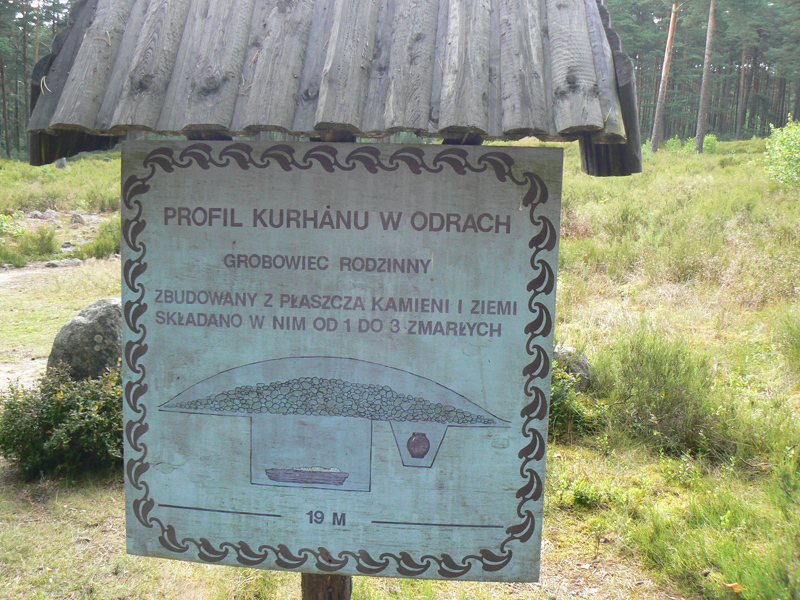 PROFIL KURHANU W ODRACH
GROBOWIEC RODZINNY
ZBUDOWANY Z PŁASZCZA KAMIENI I ZIEMI
SKŁADANO W NIM OD 1 DO 3 ZMARŁYCH
19 M